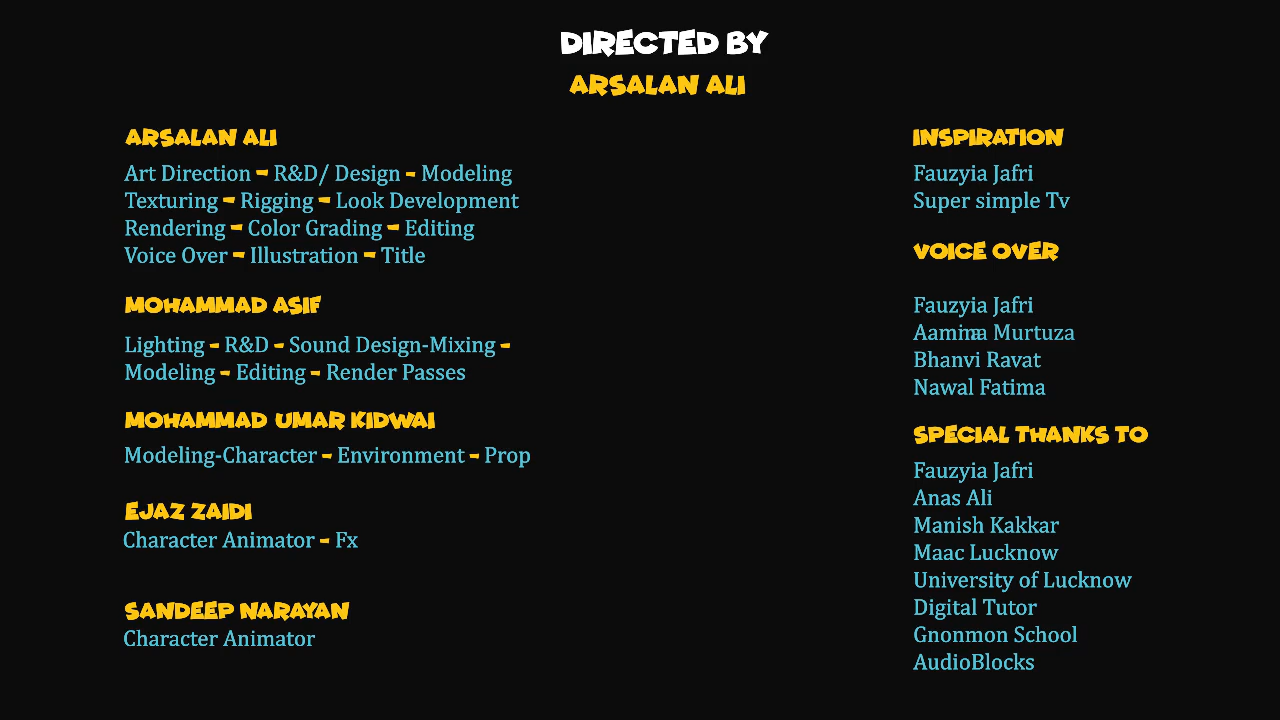 DIRECTED BY
ARSALAN ALI
ARSALAN ALI
Art Direction - R&D/ Design - Modeling
Texturing - Rigging - Look Development
Rendering - Color Grading - Editing
Voice Over - Illustration - Title
MOHAMMAD ASIF
Lighting - R&D - Sound Design-Mixing -
Modeling - Editing - Render Passes
MOHAMMAD UMAR KIDWAI
Modeling-Character - Environment - Prop
EJAZ ZAIDI
Character Animator - Fx
SANDEEP NARAYAN
Character Animator
INSPIRATION
Fauzyia Jafri
Super simple Tv
VOICE OVER
Fauzyia Jafri
Murtuza
Bhanvi Ravat
Nawal Fatima
SPECIAL THANKS TO
Fauzyia Jafri
Anas Ali
Manish Kakkar
Maac Lucknow
University of Lucknow
Digital Tutor
Gnonmon School
AudioBlocks